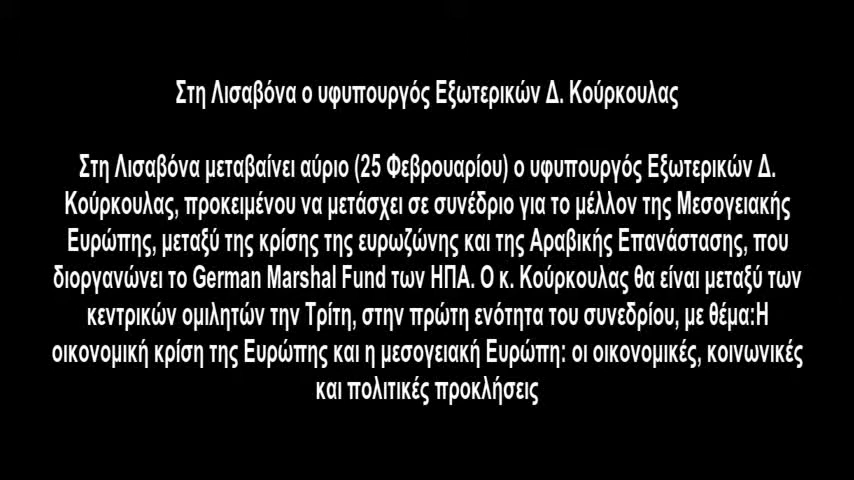 Στη Λισαβόνα ο υφυπουργός Εξωτερικών Δ. Κούρκουλας
Στη Λισαβόνα μεταβαίνει αύριο (25 Φεβρουαρίου) ο υφυπουργός Εξωτερικών Δ.
Κούρκουλας, προκειμένου να μετάσχει σε συνέδριο για το μέλλον της Μεσογειακής
Ευρώπης, μεταξύ της κρίσης της ευρωζώνης και της Αραβικής Επανάστασης, που
διοργανώνει το German Marshal Fund των ΗΠΑ. Ο κ. Κούρκουλας θα είναι μεταξύ των
κεντρικών ομιλητών την Τρίτη, στην πρώτη ενότητα του συνεδρίου, με θέμα:Η
οικονομική κρίση της Ευρώπης και η μεσογειακή Ευρώπη: οι οικονομικές, κοινωνικές
και πολιτικές προκλήσεις